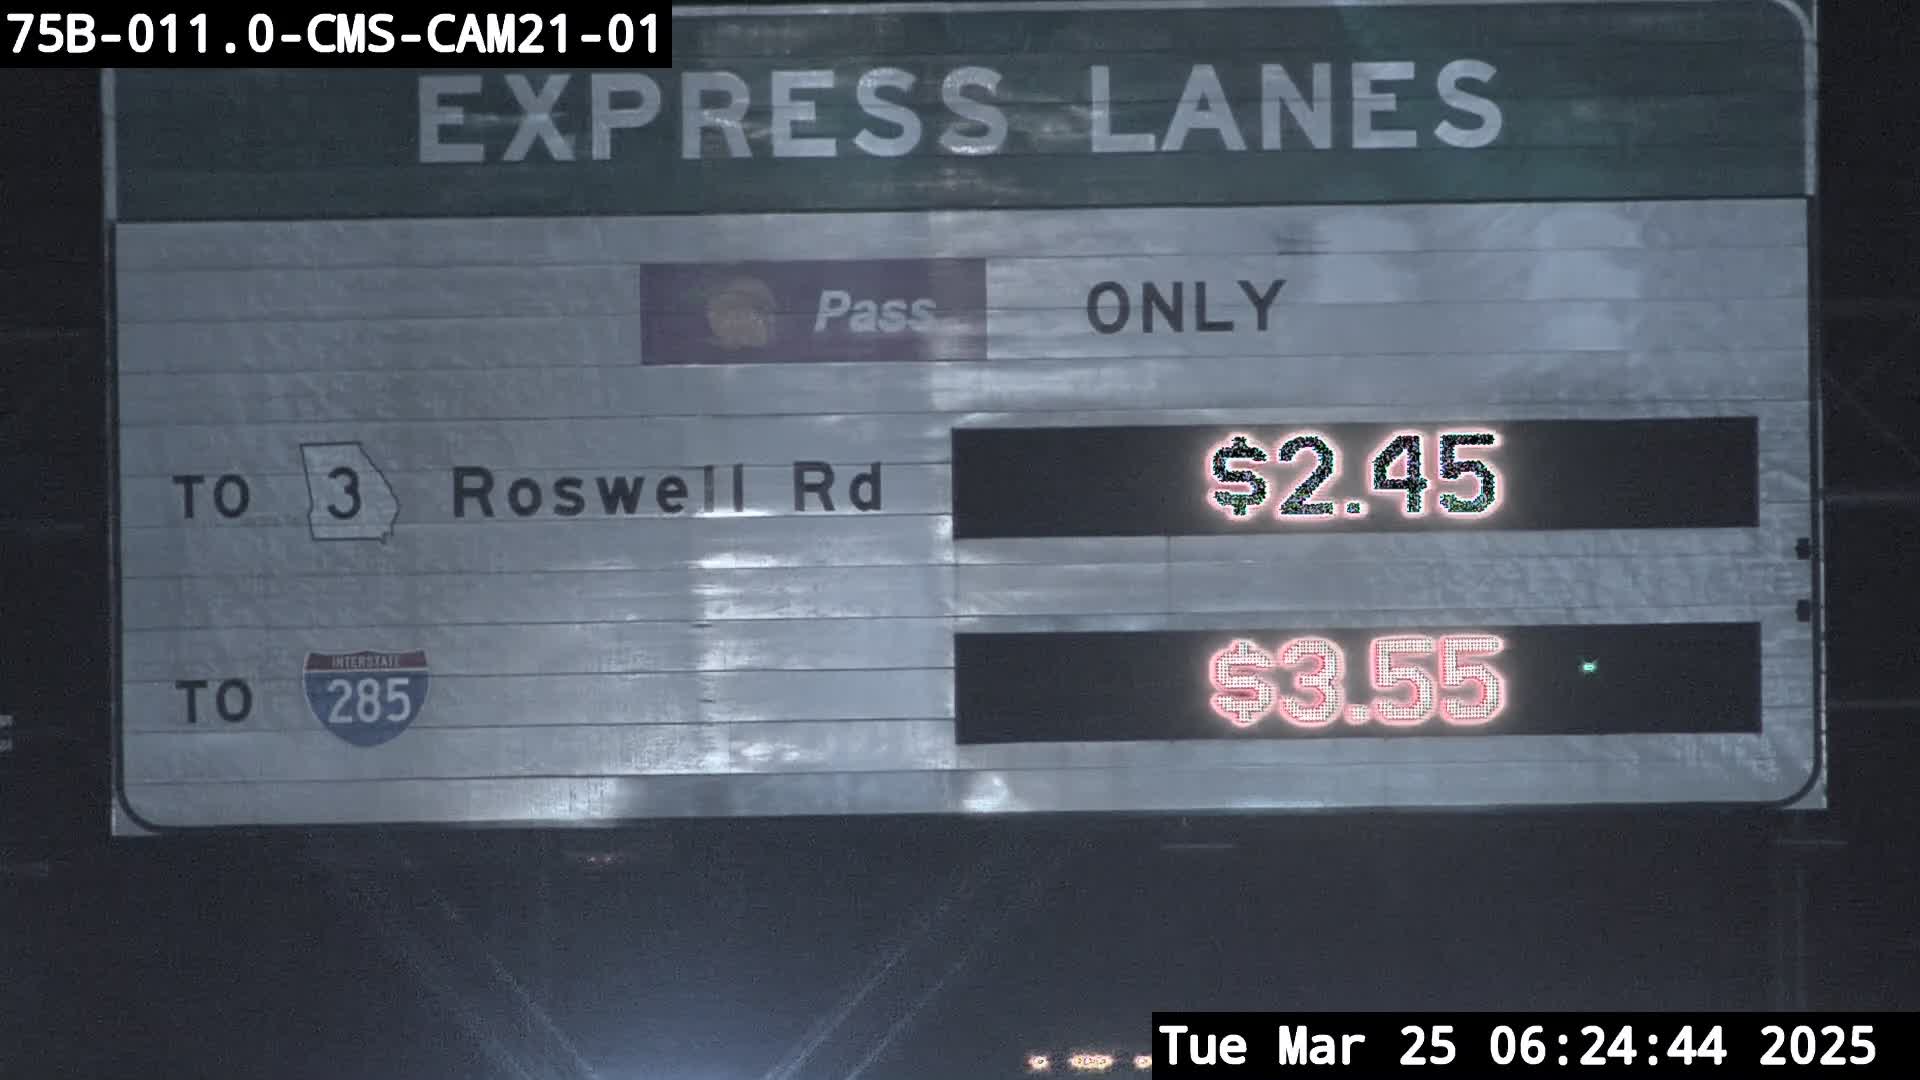 75B-011.0-CMS-CAM21-01
EXPRESS LANES
Pass ONLY
TO 3 Roswell Rd $2.45
INTERSTATE
TO 285 $3.55
Tue Mar 25 06:24:44 2025